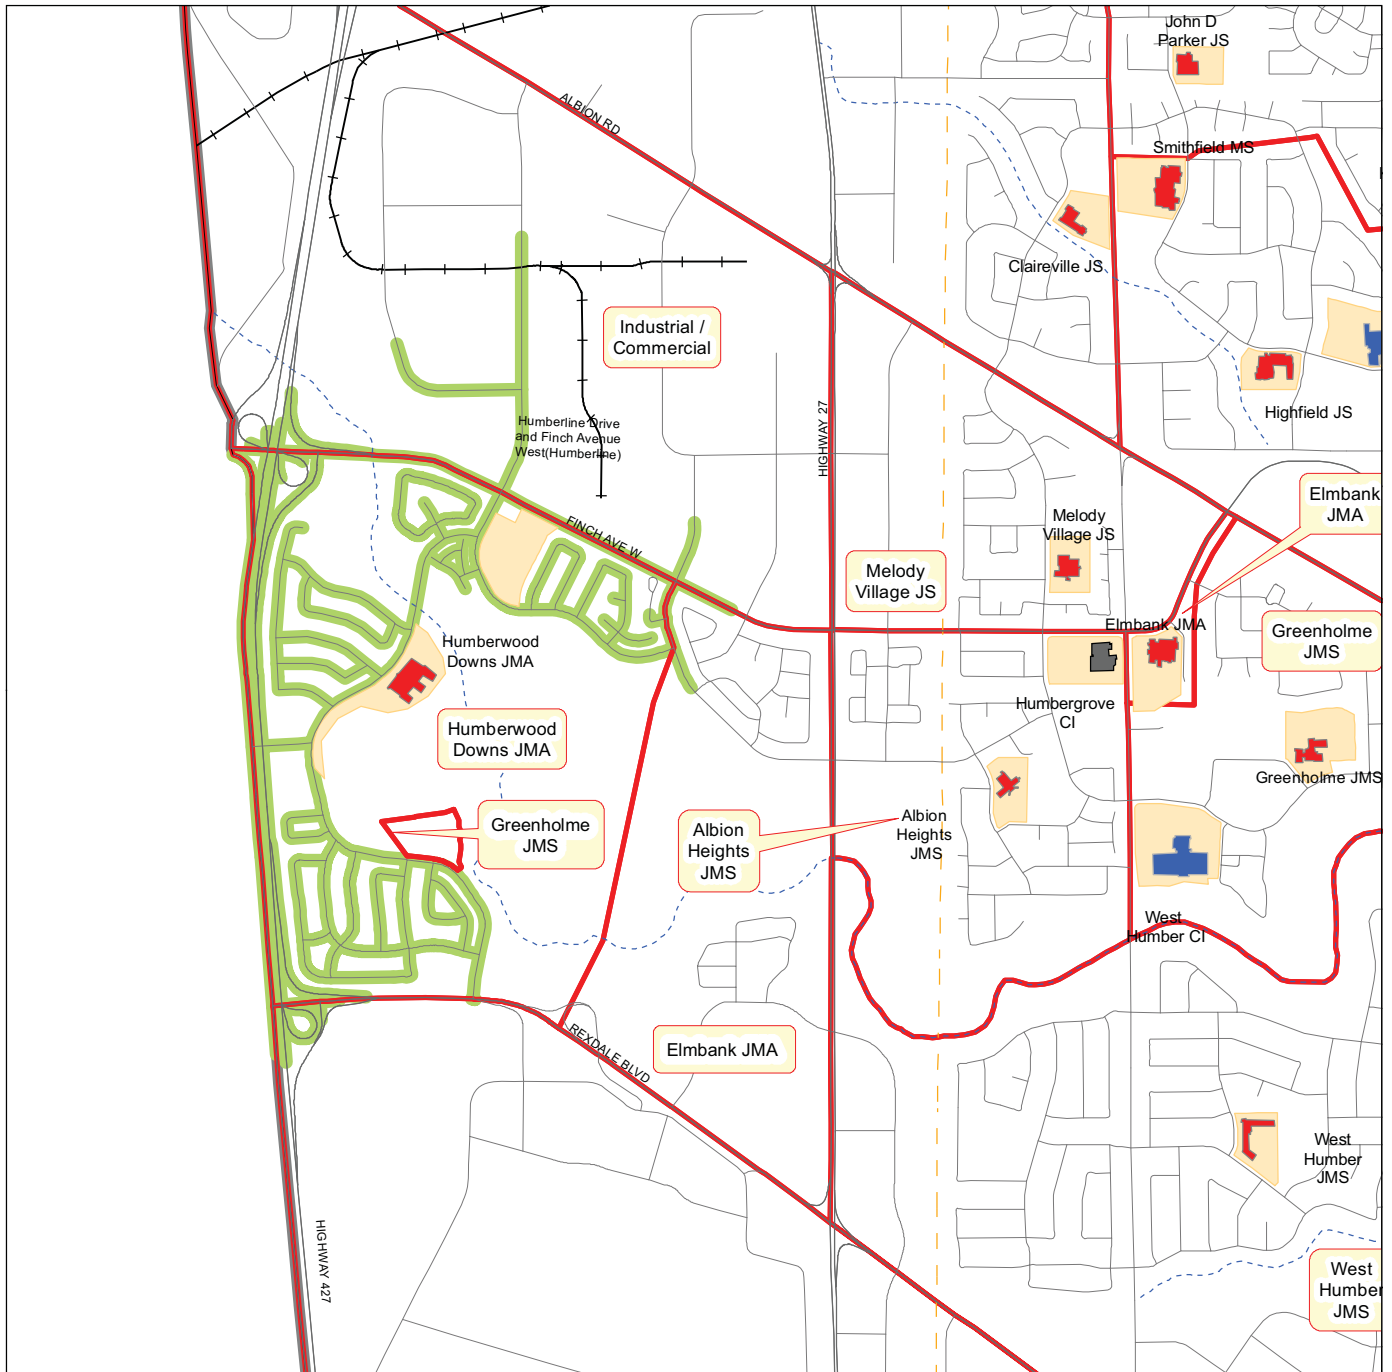 John D
Parker JS
ALBION RD
Smithfield MS
Claireville JS
Industrial /
Commercial
Highfield JS
HIGHWAY 27
Humberline Drive
and Finch Avenue
West(Humberline)
Elmbank
JMA
FINCH AVE W
Melody
Village JS
Melody
Village JS
Elmbank JMA
Greenholme
JMS
Humberwood
Downs JMA
Humbergrove
CI
Humberwood
Downs JMA
Greenholme JMS
Greenholme
JMS
Albion
Heights
JMS
Albion
Heights
JMS
West
Humber CI
REXDALE BLVD
Elmbank JMA
West
Humber
JMS
HIGHWAY 427
West
Humber
JMS